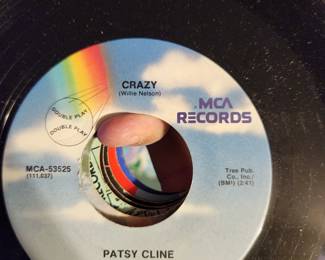 CRAZY
(Willie Nelson)
DOUBLE PLAY
DOUBLE PLAY
MCA
RECORDS
MCA-53525
(111,037)
Tree Pub.
Co., Inc./
(BMI) (2:41)
PATSY CLINE